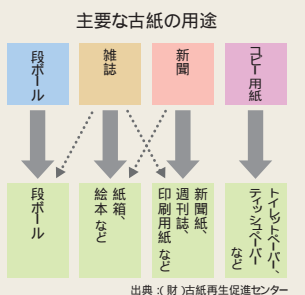 主要な古紙の用途
段ボール
雑誌
新聞
コピー用紙
段ボール
紙箱、
絵本 など
新聞紙、
週刊誌、
印刷用紙 など
トイレットペーパー、
ティッシュペーパー
など
出典 :( 財 )古紙再生促進センター